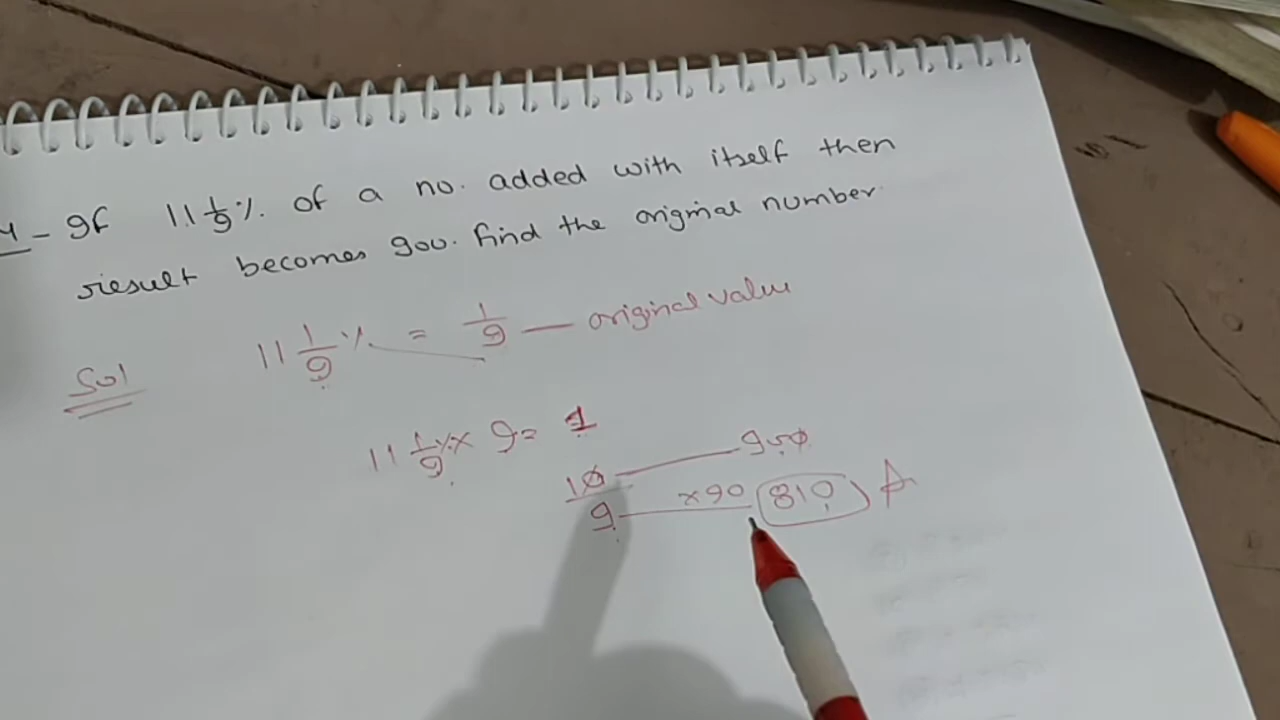 4 - If 11 1/9 %. of a no. added with itself then
result becomes 900. Find the original number.
Sol 11 1/9 % = 1/9 — original value
11 1/9 % × 9 = 1
10 — 900
9 ×90 810 A